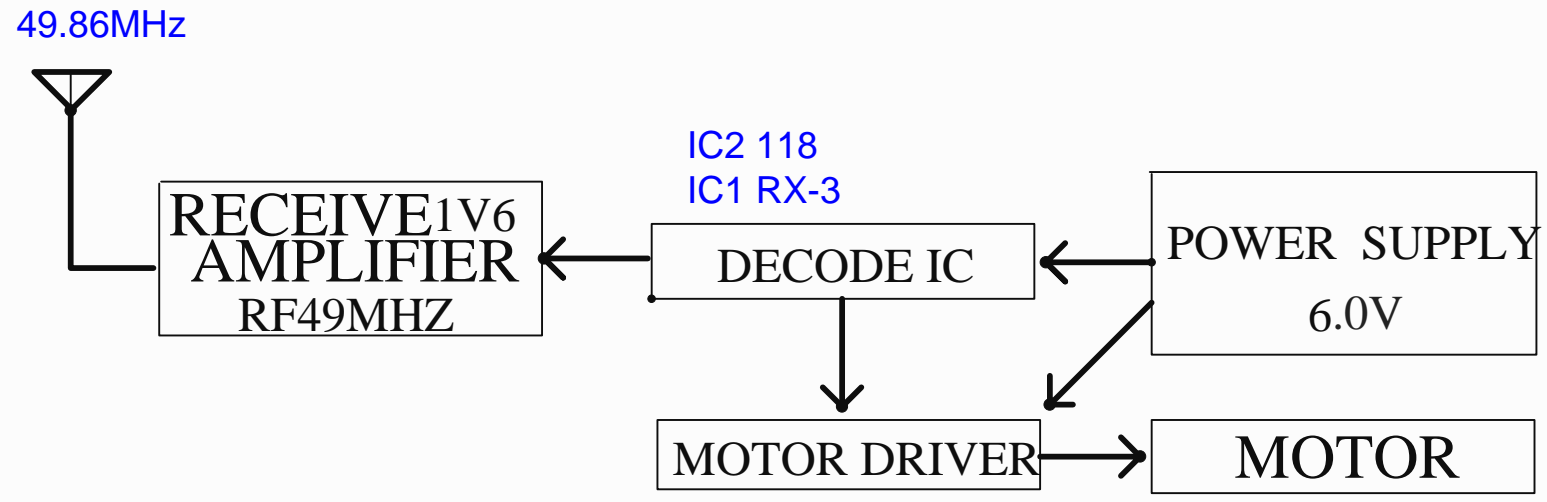 49.86MHz
IC2 118
IC1 RX-3
RECEIVE1V6
AMPLIFIER
RF49MHZ
DECODE IC
POWER SUPPLY
6.0V
MOTOR DRIVER
MOTOR